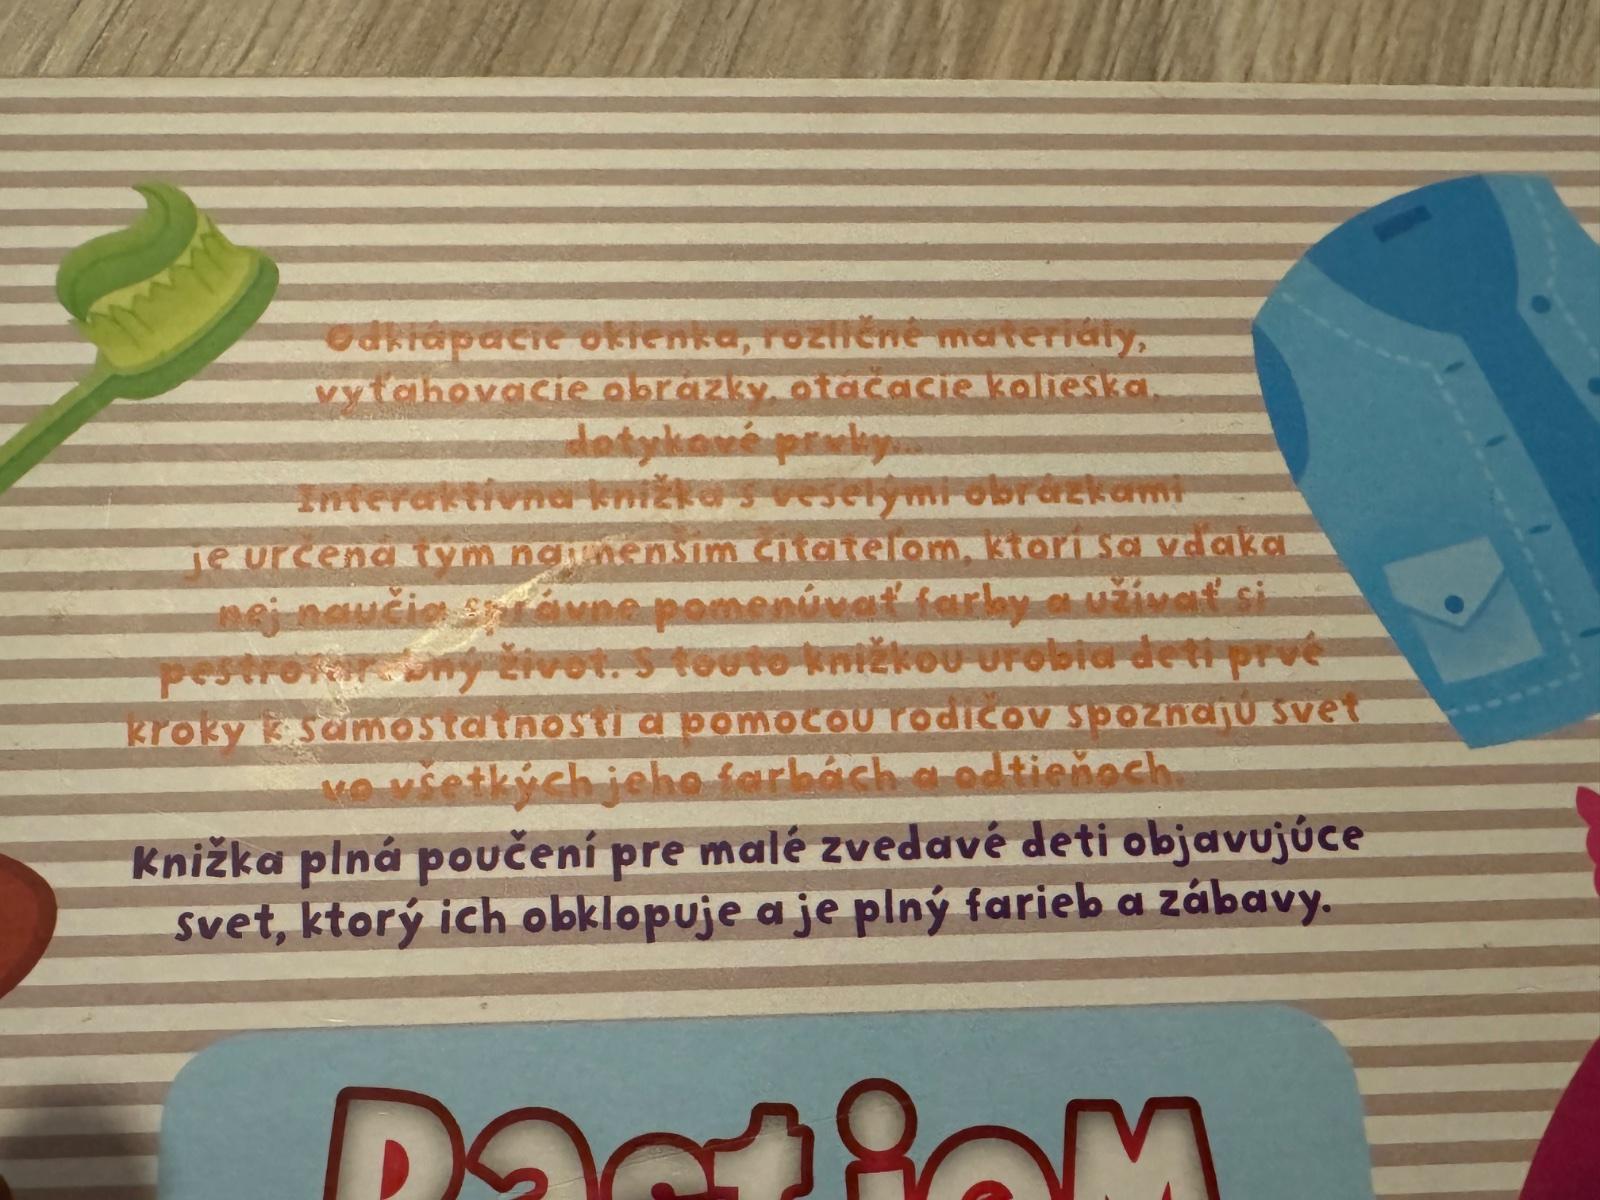 Odklápacie okienka, rozličné materiály,
vyťahovacie obrázky, otáčacie kolieska,
dotykové prvky...
Interaktívna knižka s veselými obrázkami
je určená tým najmenším čitateľom, ktorí sa vďaka
nej naučia správne pomenúvať farby a užívať si
pestrofarebný život. S touto knižkou urobia deti prvé
kroky k samostatnosti a pomocou rodičov spoznajú svet
vo všetkých jeho farbách a odtieňoch.
Knižka plná poučení pre malé zvedavé deti objavujúce
svet, ktorý ich obklopuje a je plný farieb a zábavy.
Rastiem